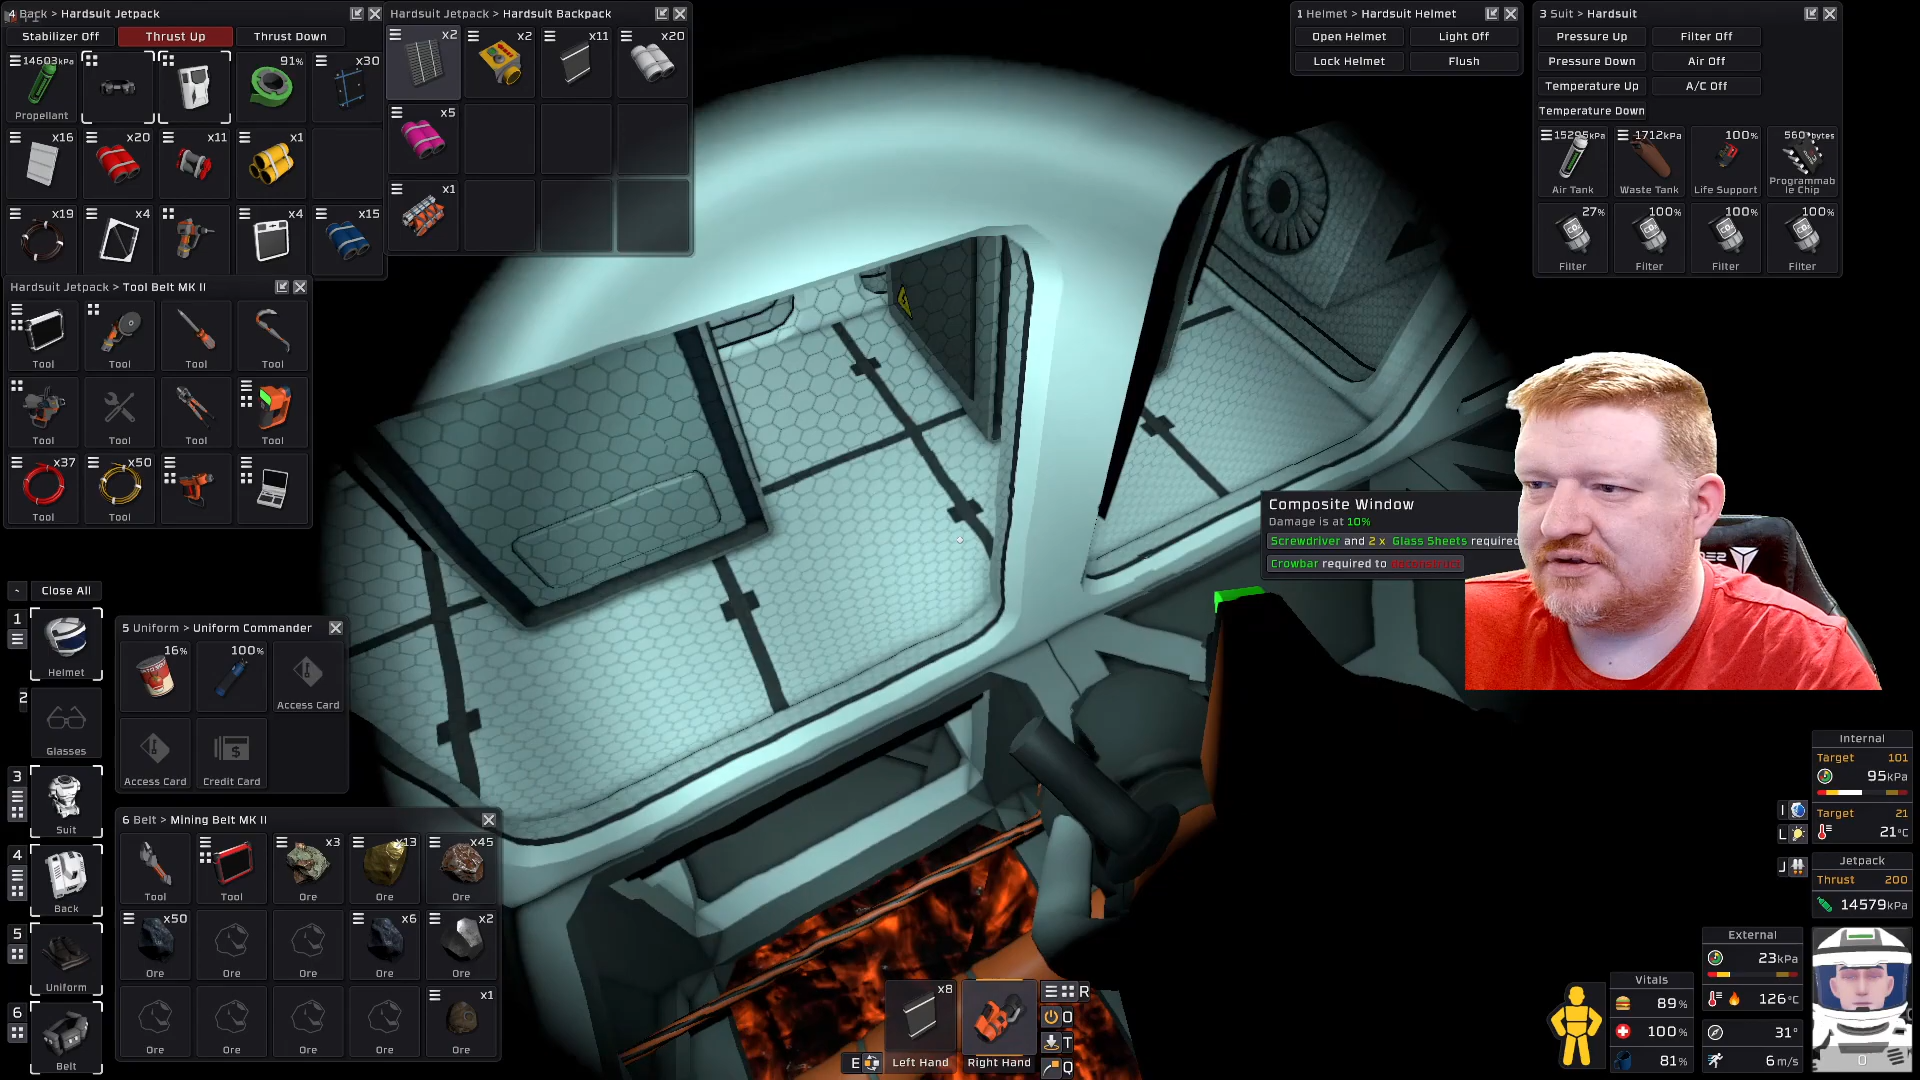 4 Back > Hardsuit Jetpack
Stabilizer Off
Thrust Up
Thrust Down
14603kPa
91%
x30
Propellant
x16
x20
x11
x1
x19
x4
x4
x15
Hardsuit Jetpack > Hardsuit Backpack
x2
x2
x11
x20
x5
x1
Hardsuit Jetpack > Tool Belt MK II
Tool
Tool
Tool
Tool
Tool
Tool
Tool
Tool
x37
x50
Tool
Tool
1 Helmet > Hardsuit Helmet
Open Helmet
Light Off
Lock Helmet
Flush
3 Suit > Hardsuit
Pressure Up
Filter Off
Pressure Down
Air Off
Temperature Up
A/C Off
Temperature Down
15295kPa
1712kPa
100%
560 bytes
Air Tank
Waste Tank
Life Support
Programmab
le Chip
27%
100%
100%
100%
Filter
Filter
Filter
Filter
Composite Window
Damage is at 10%
Screwdriver and 2 x Glass Sheets required
Crowbar required to
~
Close All
1
Helmet
2
Glasses
3
Suit
4
Back
5
Uniform
6
Belt
5 Uniform > Uniform Commander
16%
100%
Access Card
Access Card
Credit Card
6 Belt > Mining Belt MK II
x3
x13
x45
Tool
Tool
Ore
Ore
Ore
x50
x6
x2
Ore
Ore
Ore
Ore
Ore
x1
Ore
Ore
Ore
Ore
Ore
x8
R
O
T
Q
E
Left Hand
Right Hand
Internal
Target 101
95kPa
I
Target 21
L
21°C
Jetpack
J
Thrust 200
14579kPa
External
23kPa
126°C
31°
6m/s
Vitals
89%
100%
81%
0